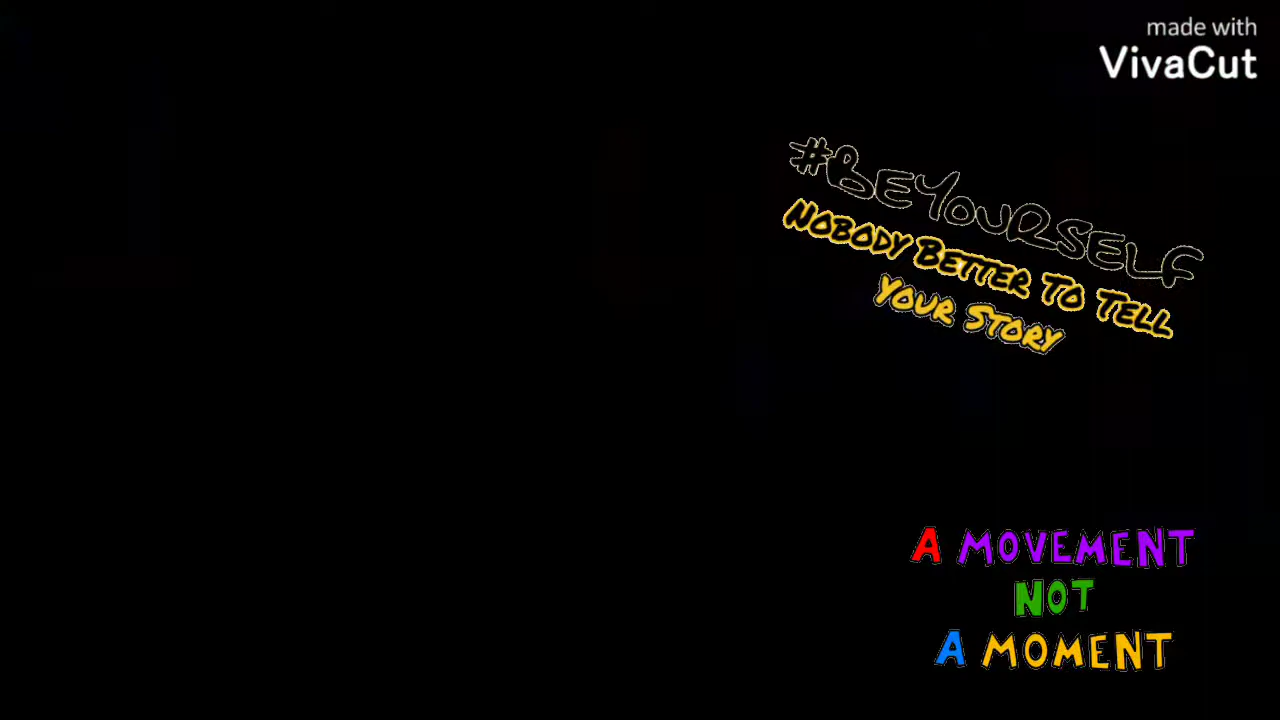 made with
VivaCut
#BEYOURSELF
NOBODY BETTER TO TELL
YOUR STORY
A MOVEMENT
NOT
A MOMENT